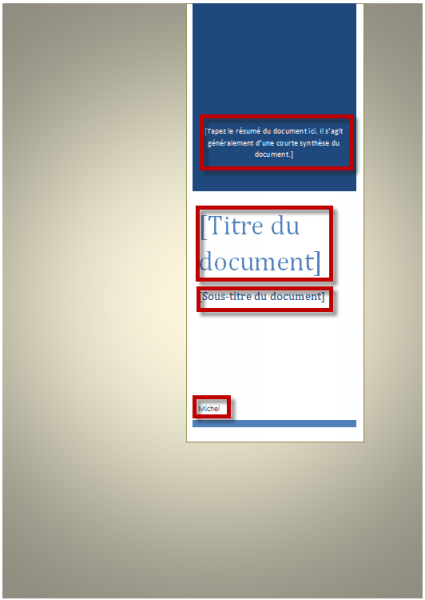 [Tapez le résumé du document ici. Il s'agit
généralement d'une courte synthèse du
document.]
[Titre du
document]
[Sous-titre du document]
Michel